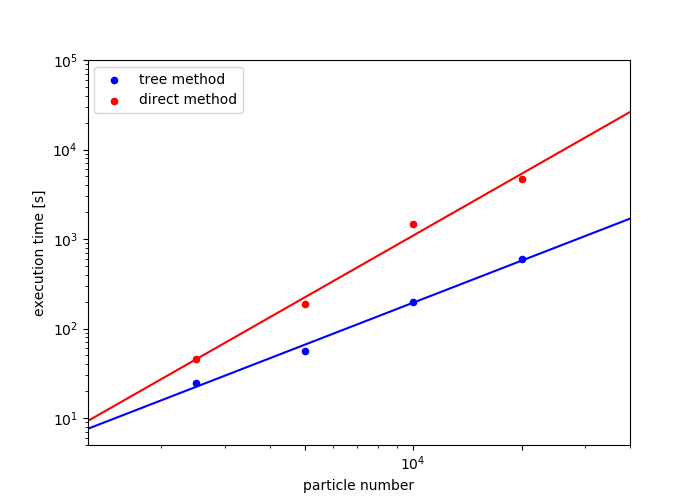 tree method
direct method
10^5
10^4
10^3
10^2
10^1
execution time [s]
10^4
particle number